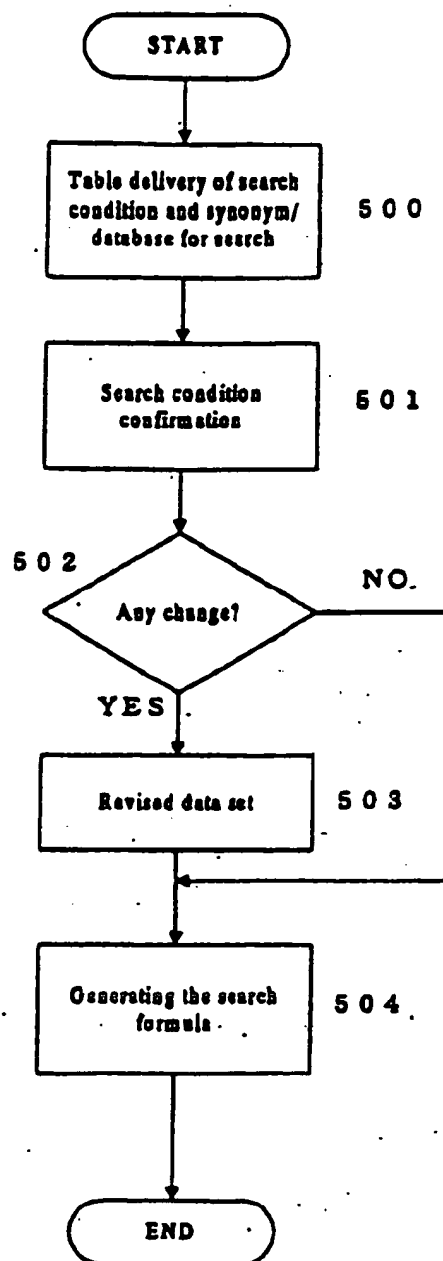 START
Table delivery of search
condition and synonym/
database for search
500
Search condition
confirmation
501
502
Any change?
NO.
YES
Revised data set
503
Generating the search
formula
504
END